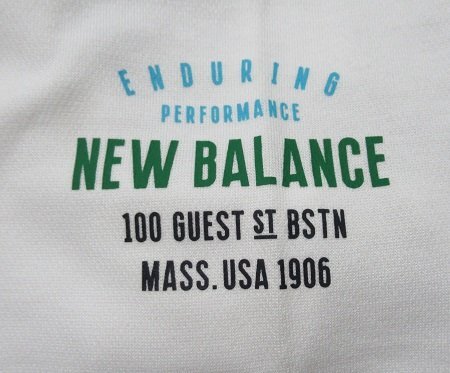 ENDURING
PERFORMANCE
NEW BALANCE
100 GUEST ST BSTN
MASS. USA 1906